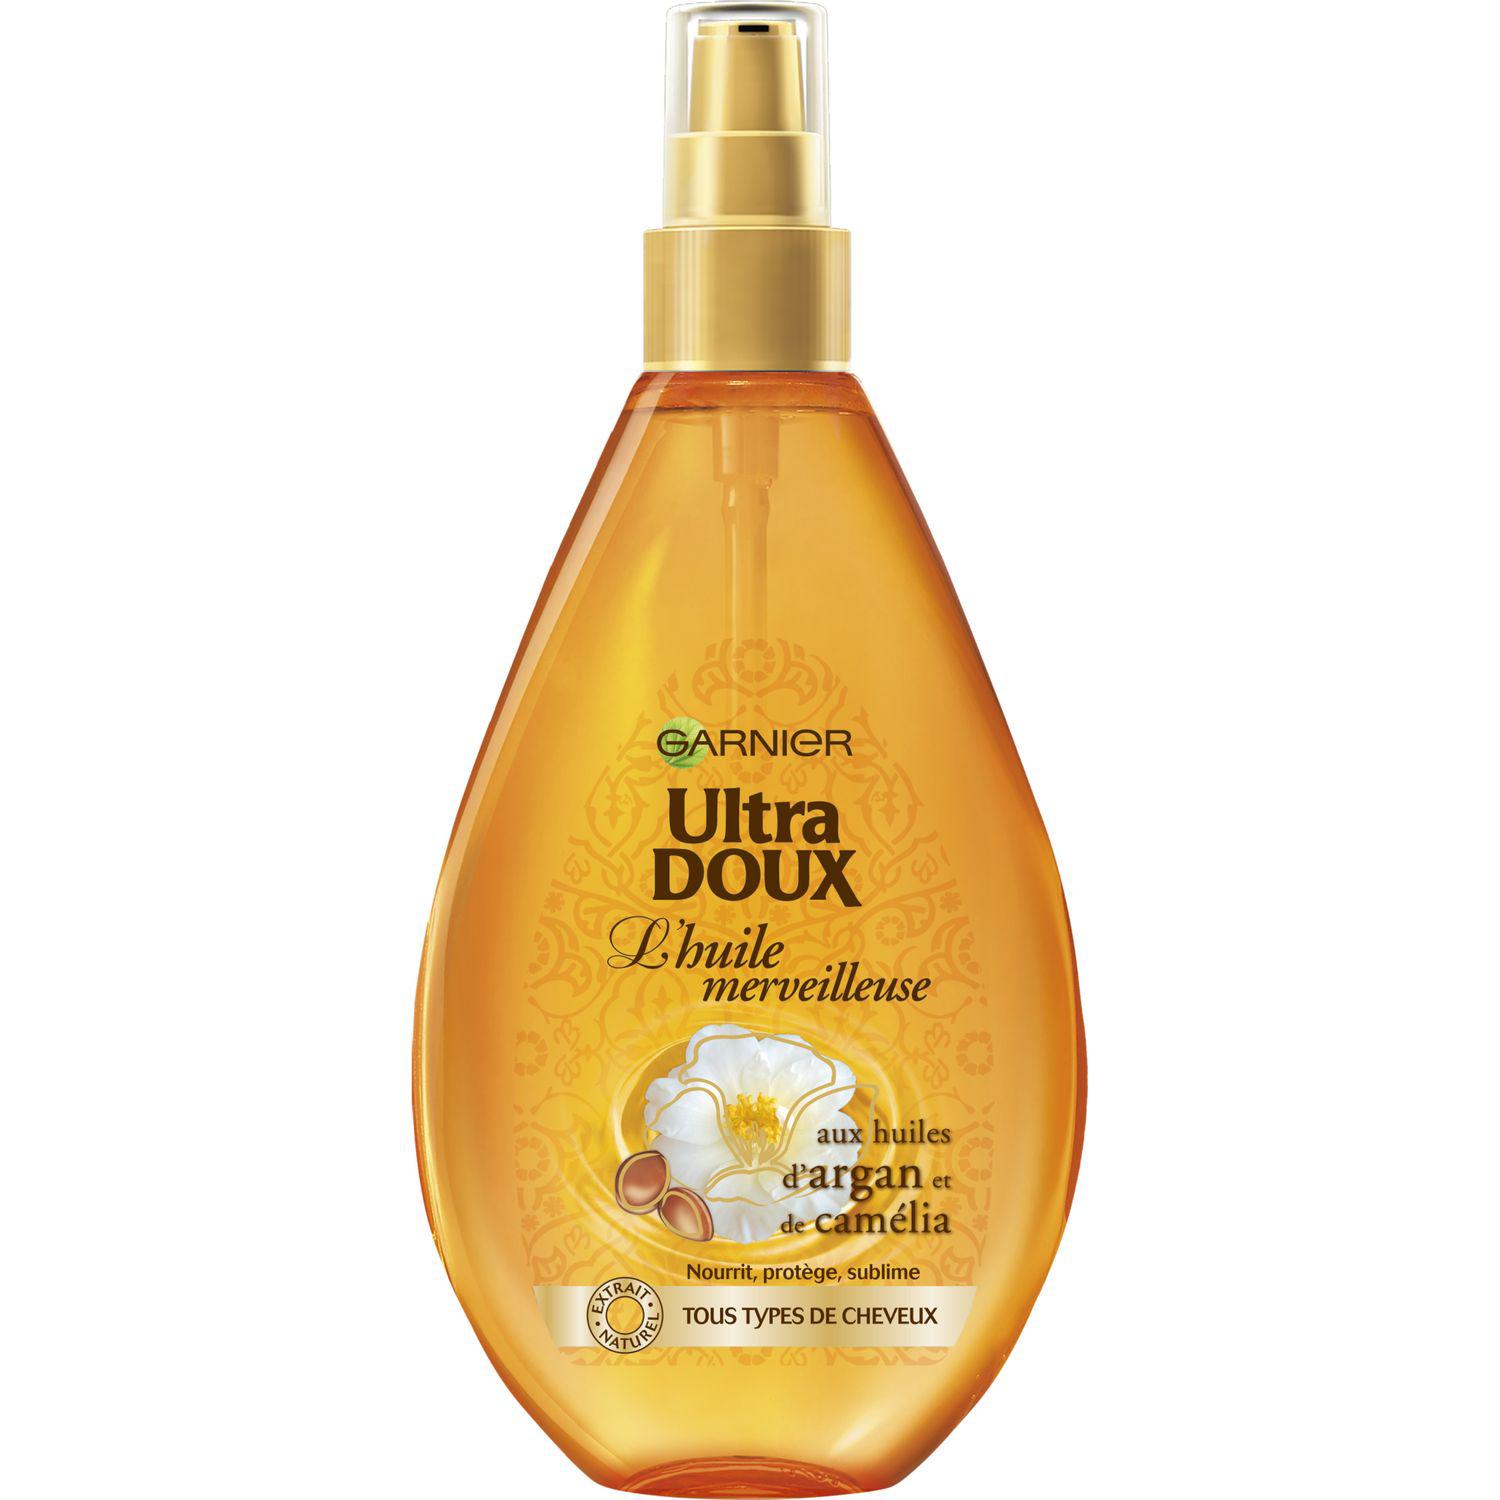 GARNIER
Ultra
DOUX
L'huile
merveilleuse
aux huiles
d'argan et
de camélia
Nourrit, protège, sublime
EXTRAIT • NATUREL •
TOUS TYPES DE CHEVEUX